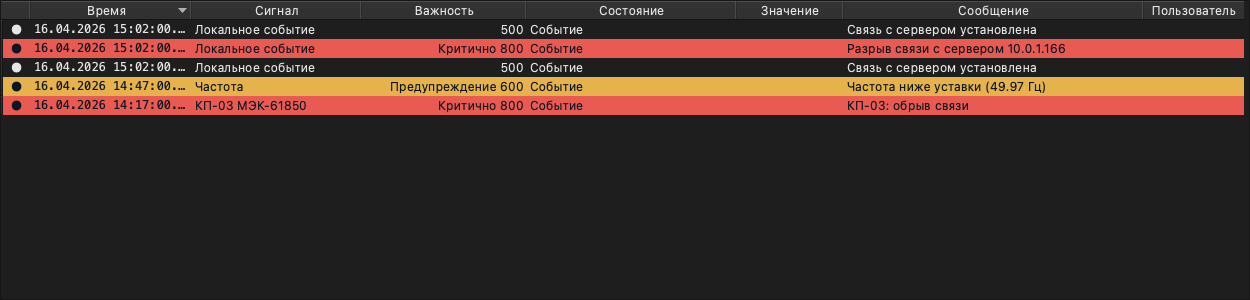 Время Сигнал Важность Состояние Значение Сообщение Пользователь
16.04.2026 15:02:00.... Локальное событие 500 Событие Связь с сервером установлена
16.04.2026 15:02:00.... Локальное событие Критично 800 Событие Разрыв связи с сервером 10.0.1.166
16.04.2026 15:02:00.... Локальное событие 500 Событие Связь с сервером установлена
16.04.2026 14:47:00.... Частота Предупреждение 600 Событие Частота ниже уставки (49.97 Гц)
16.04.2026 14:17:00.... КП-03 МЭК-61850 Критично 800 Событие КП-03: обрыв связи